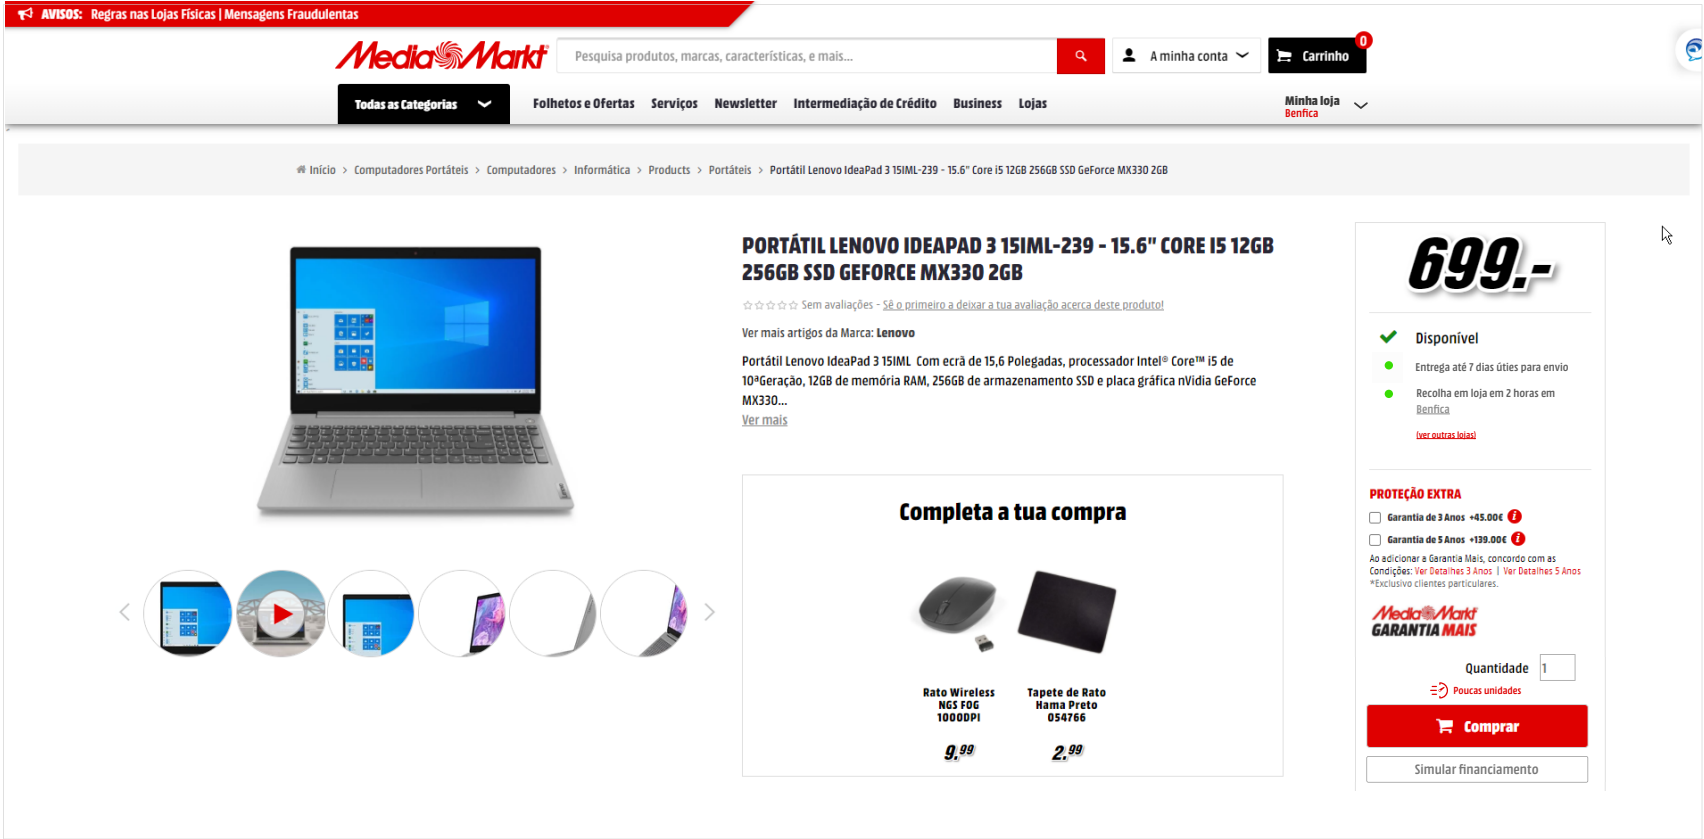 AVISOS: Regras nas Lojas Físicas | Mensagens Fraudulentas
MediaMarkt
Pesquisa produtos, marcas, características, e mais...
A minha conta
Carrinho
0
Todas as Categorias
Folhetos e Ofertas Serviços Newsletter Intermediação de Crédito Business Lojas
Minha loja
Benfica
Início > Computadores Portáteis > Computadores > Informática > Products > Portáteis > Portátil Lenovo IdeaPad 3 15IML-239 - 15.6" Core i5 12GB 256GB SSD GeForce MX330 2GB
PORTÁTIL LENOVO IDEAPAD 3 15IML-239 - 15.6" CORE I5 12GB
256GB SSD GEFORCE MX330 2GB
Sem avaliações - Sê o primeiro a deixar a tua avaliação acerca deste produto!
Ver mais artigos da Marca: Lenovo
Portátil Lenovo IdeaPad 3 15IML Com ecrã de 15,6 Polegadas, processador Intel® Core™ i5 de
10ªGeração, 12GB de memória RAM, 256GB de armazenamento SSD e placa gráfica nVidia GeForce
MX330...
Ver mais
Completa a tua compra
Rato Wireless
NGS FOG
1000DPI
9,99
Tapete de Rato
Hama Preto
054766
2,99
699.-
Disponível
Entrega até 7 dias úties para envio
Recolha em loja em 2 horas em
Benfica
(ver outras lojas)
PROTEÇÃO EXTRA
Garantia de 3 Anos +45.00€ i
Garantia de 5 Anos +139.00€ i
Ao adicionar a Garantia Mais, concordo com as
Condições: Ver Detalhes 3 Anos | Ver Detalhes 5 Anos
*Exclusivo clientes particulares.
MediaMarkt
GARANTIA MAIS
Quantidade 1
Poucas unidades
Comprar
Simular financiamento